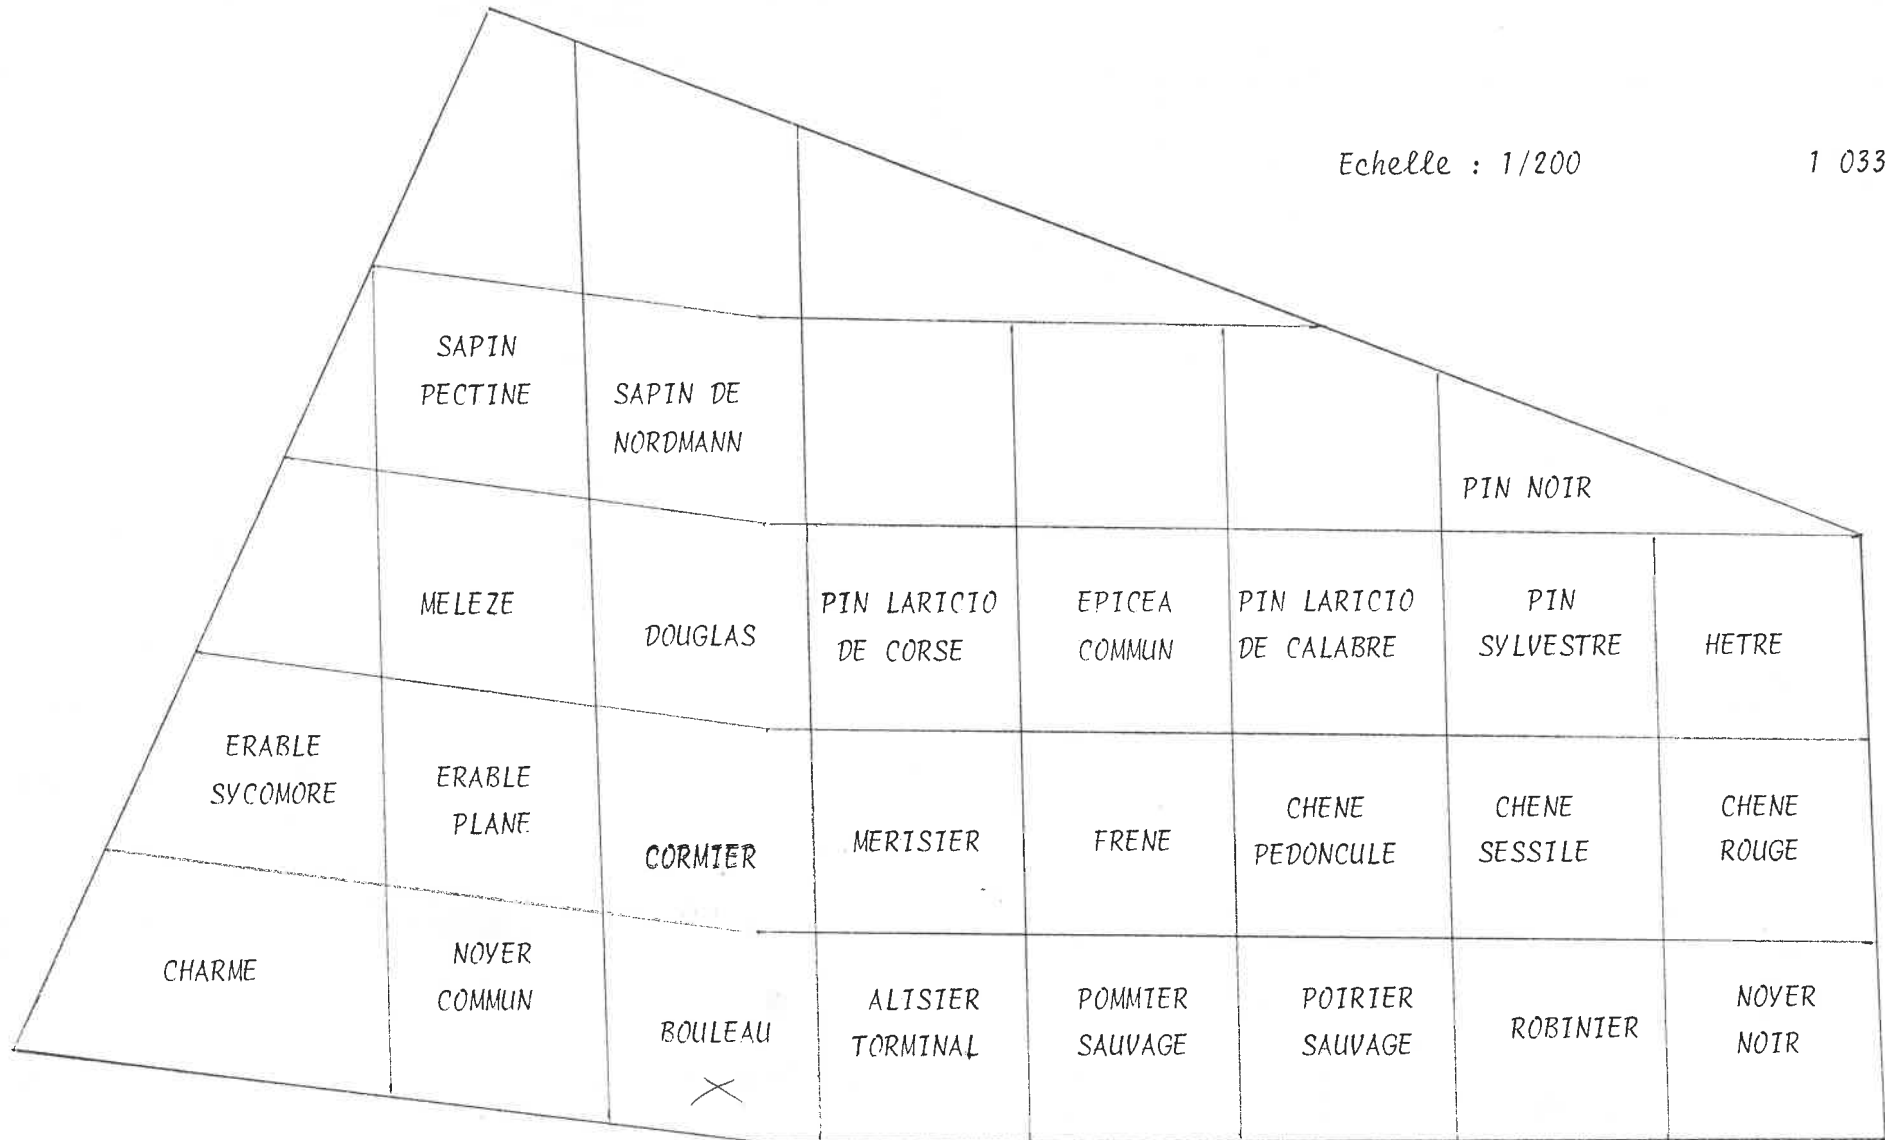 Echelle : 1/200
1 033
SAPIN
PECTINE
SAPIN DE
NORDMANN
PIN NOIR
MELEZE
DOUGLAS
PIN LARICIO
DE CORSE
EPICEA
COMMUN
PIN LARICIO
DE CALABRE
PIN
SYLVESTRE
HETRE
ERABLE
SYCOMORE
ERABLE
PLANE
CORMIER
MERISIER
FRENE
CHENE
PEDONCULE
CHENE
SESSILE
CHENE
ROUGE
CHARME
NOYER
COMMUN
BOULEAU
ALISIER
TORMINAL
POMMIER
SAUVAGE
POIRIER
SAUVAGE
ROBINIER
NOYER
NOIR